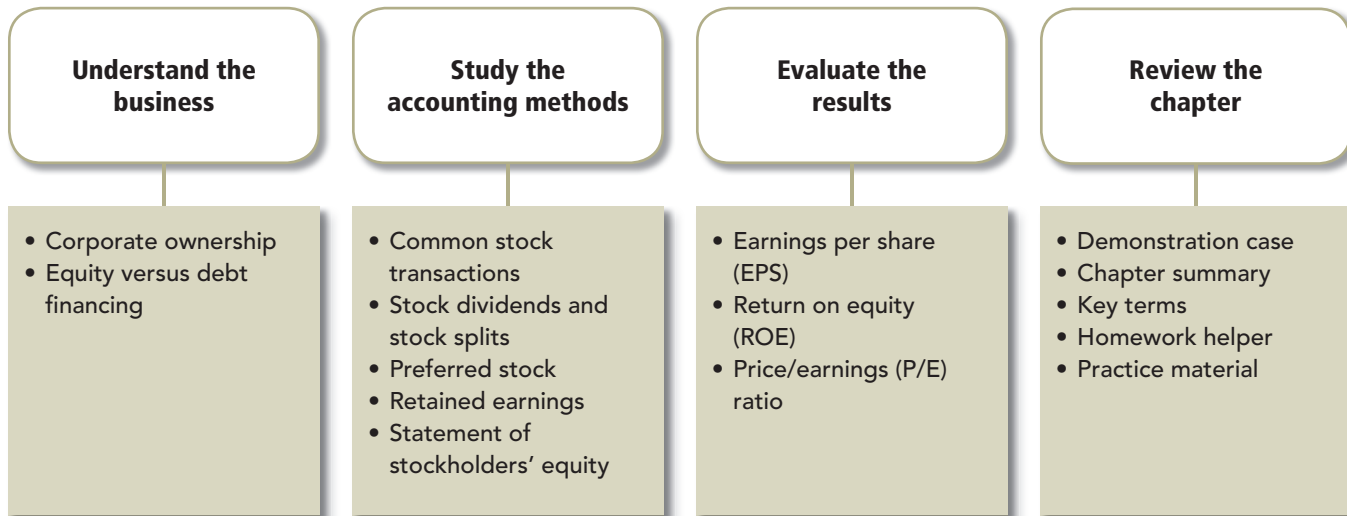 Understand the
business
• Corporate ownership
• Equity versus debt
financing
Study the
accounting methods
• Common stock
transactions
• Stock dividends and
stock splits
• Preferred stock
• Retained earnings
• Statement of
stockholders’ equity
Evaluate the
results
• Earnings per share
(EPS)
• Return on equity
(ROE)
• Price/earnings (P/E)
ratio
Review the
chapter
• Demonstration case
• Chapter summary
• Key terms
• Homework helper
• Practice material